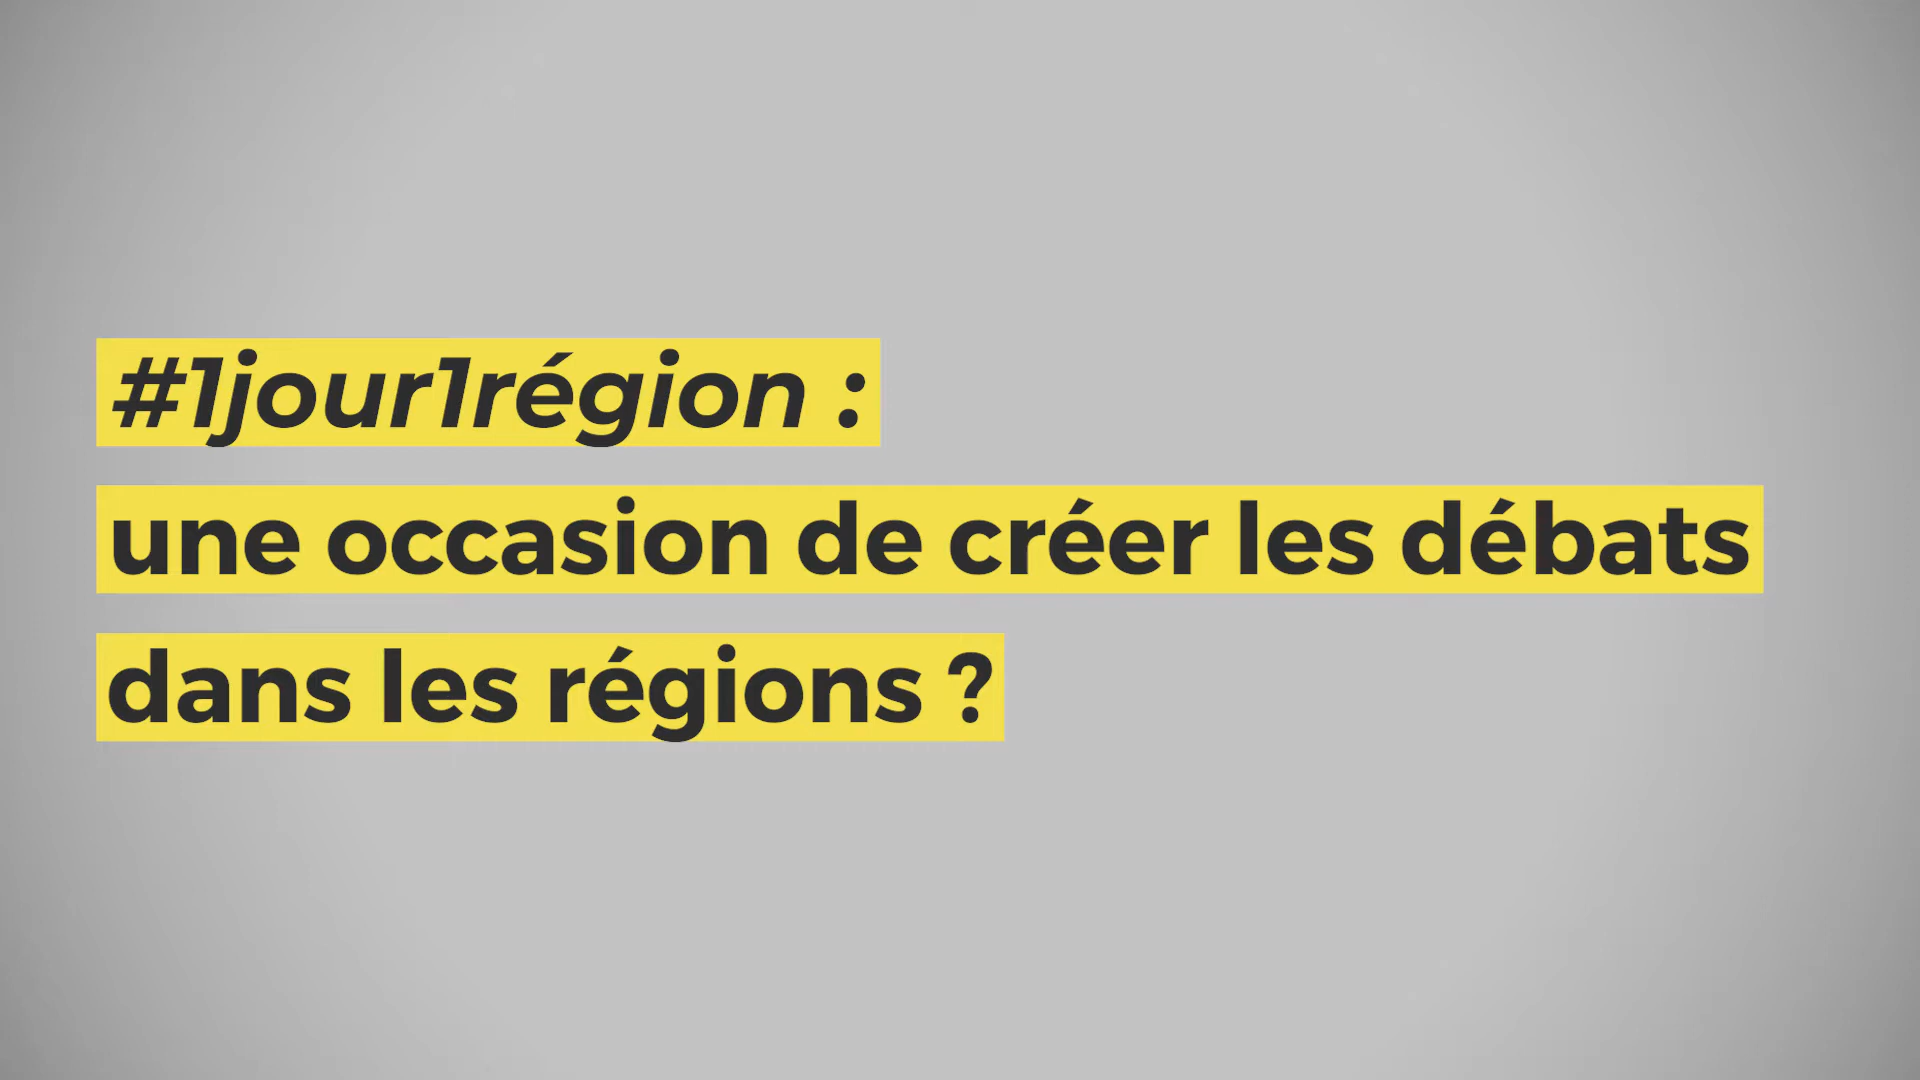 #1jour1région :
une occasion de créer les débats
dans les régions ?